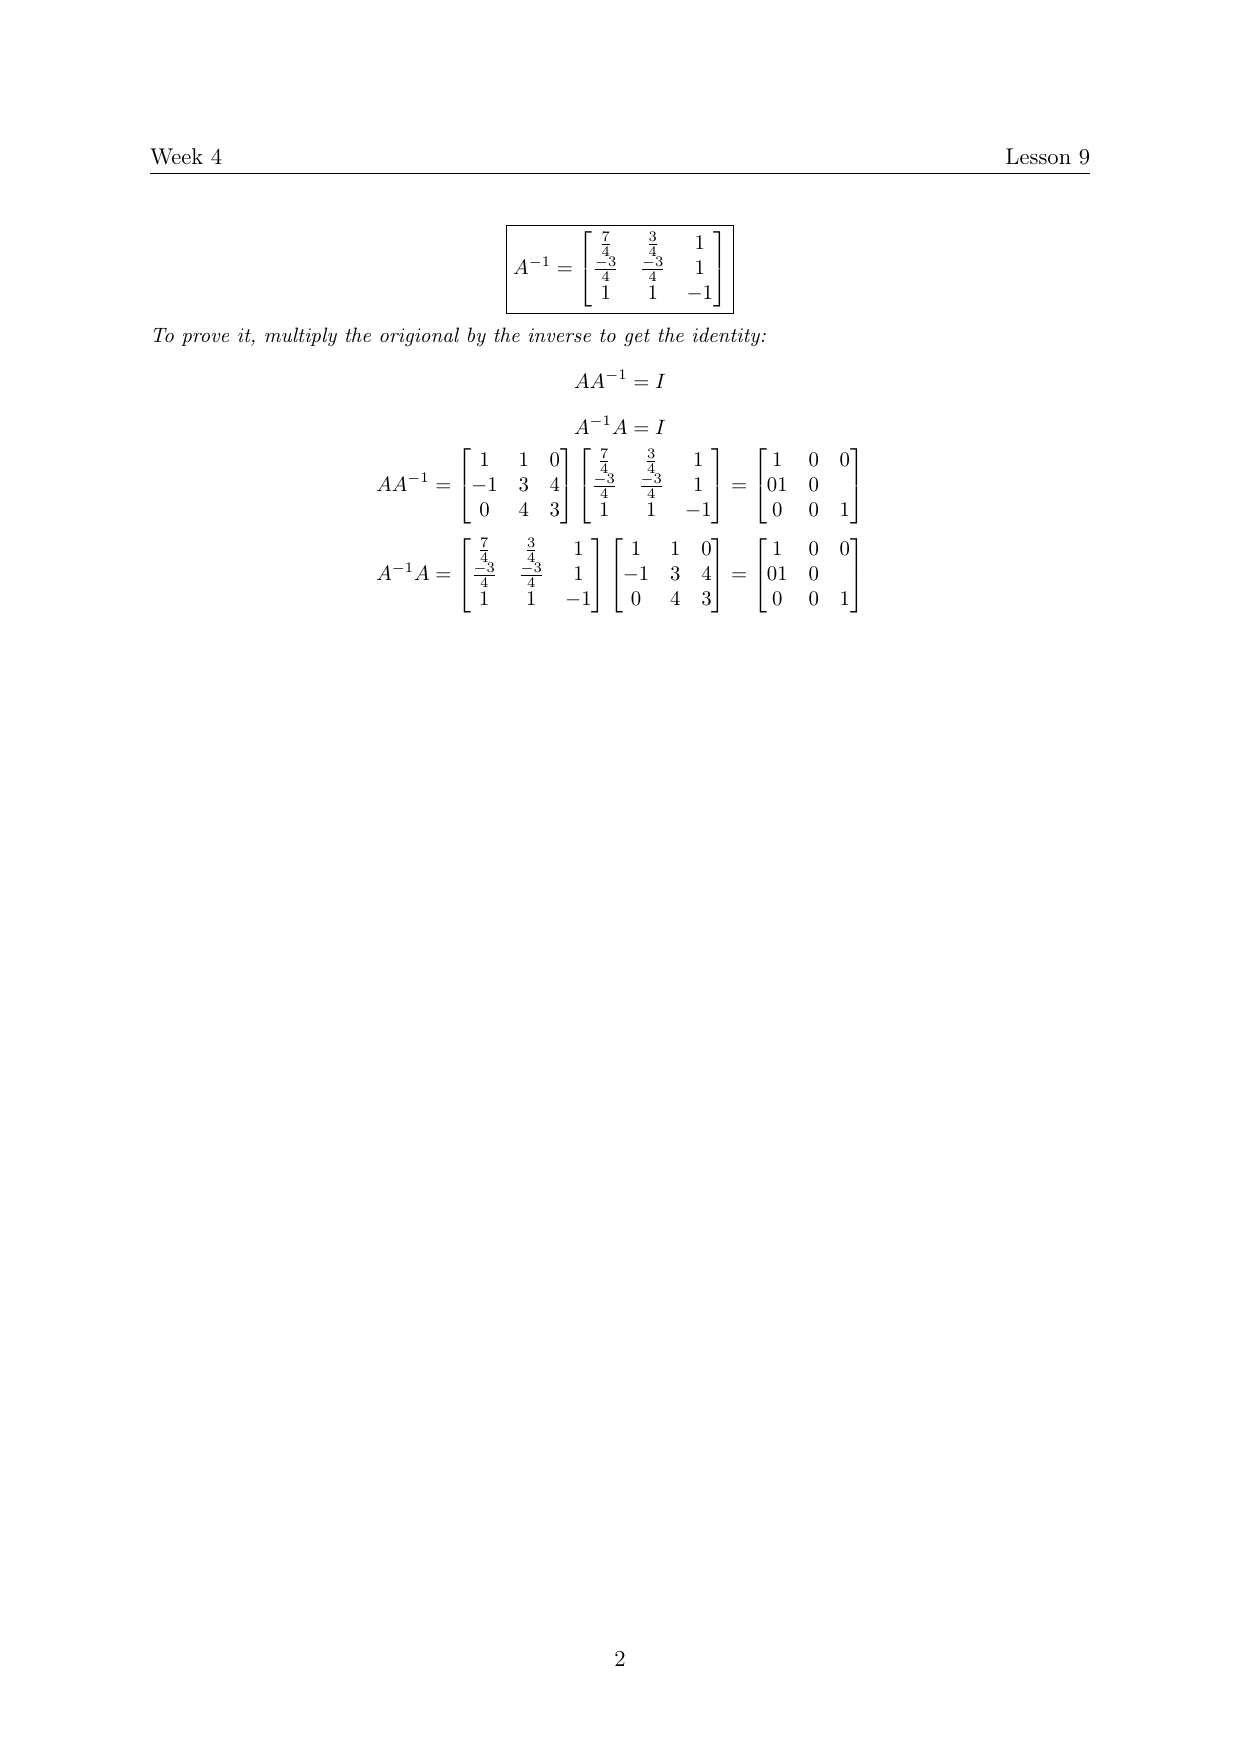 Week 4 Lesson 9
A^{-1} = \begin{bmatrix} \frac{7}{4} & \frac{3}{4} & 1 \\ \frac{-3}{4} & \frac{-3}{4} & 1 \\ 1 & 1 & -1 \end{bmatrix}
To prove it, multiply the origional by the inverse to get the identity:
AA^{-1} = I
A^{-1}A = I
AA^{-1} = \begin{bmatrix} 1 & 1 & 0 \\ -1 & 3 & 4 \\ 0 & 4 & 3 \end{bmatrix} \begin{bmatrix} \frac{7}{4} & \frac{3}{4} & 1 \\ \frac{-3}{4} & \frac{-3}{4} & 1 \\ 1 & 1 & -1 \end{bmatrix} = \begin{bmatrix} 1 & 0 & 0 \\ 01 & 0 & \\ 0 & 0 & 1 \end{bmatrix}
A^{-1}A = \begin{bmatrix} \frac{7}{4} & \frac{3}{4} & 1 \\ \frac{-3}{4} & \frac{-3}{4} & 1 \\ 1 & 1 & -1 \end{bmatrix} \begin{bmatrix} 1 & 1 & 0 \\ -1 & 3 & 4 \\ 0 & 4 & 3 \end{bmatrix} = \begin{bmatrix} 1 & 0 & 0 \\ 01 & 0 & \\ 0 & 0 & 1 \end{bmatrix}
2